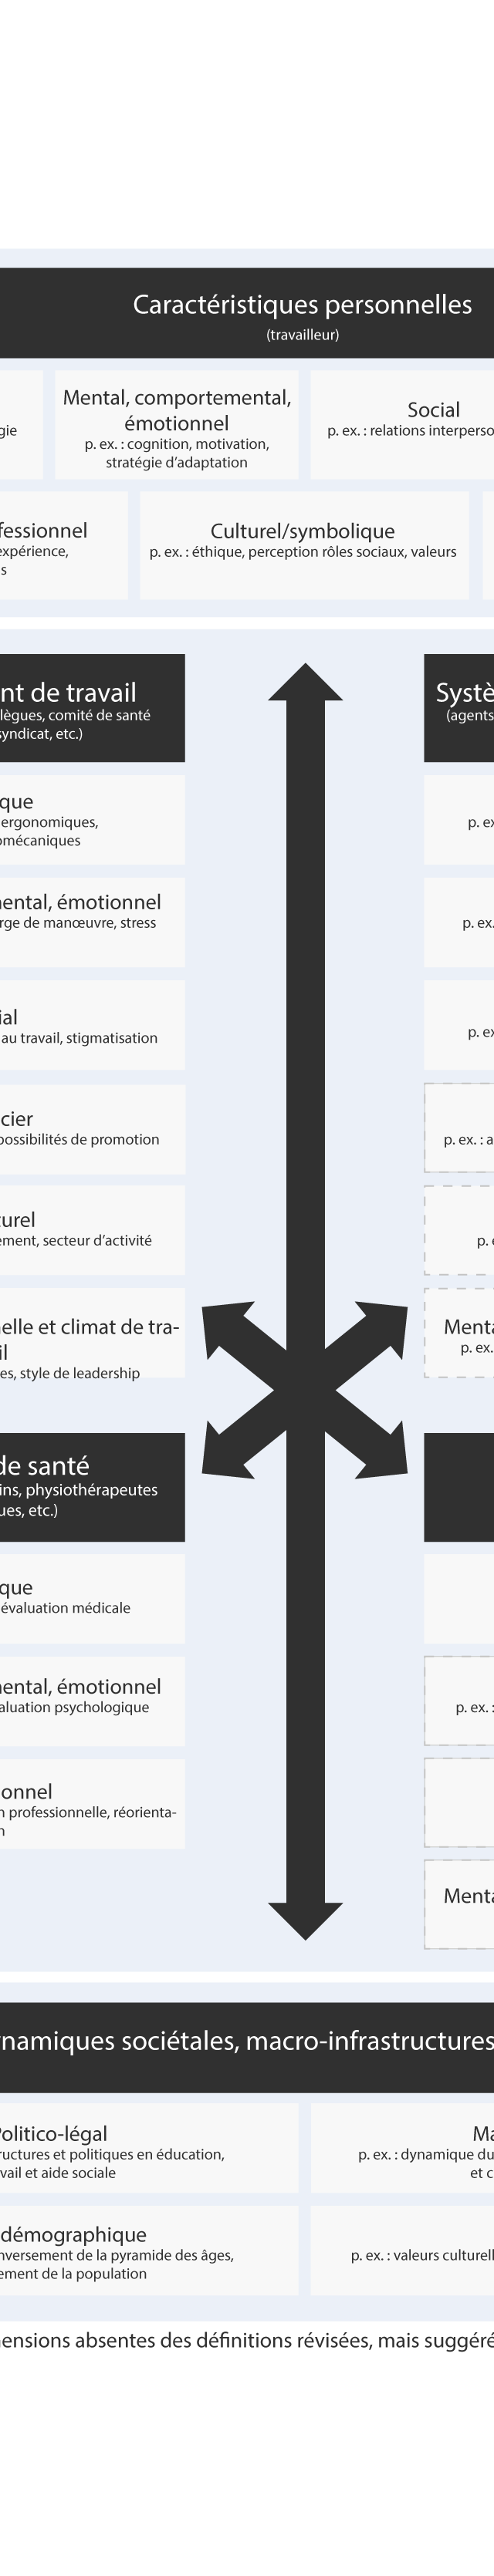 Caractéristiques personnelles
(travailleur)
gie
Mental, comportemental,
émotionnel
p. ex. : cognition, motivation,
stratégie d’adaptation
Social
p. ex. : relations interperso
fessionnel
expérience,
s
Culturel/symbolique
p. ex. : éthique, perception rôles sociaux, valeurs
nt de travail
lègues, comité de santé
syndicat, etc.)
que
ergonomiques,
omécaniques
nental, émotionnel
rge de manœuvre, stress
ial
au travail, stigmatisation
cier
possibilités de promotion
turel
ement, secteur d’activité
nelle et climat de tra-
il
es, style de leadership
Systè
(agents
p. ex
p. ex.
p. ex
p. ex. : a
p. e
Menta
p. ex.
de santé
ins, physiothérapeutes
ues, etc.)
que
évaluation médicale
nental, émotionnel
aluation psychologique
onnel
n professionnelle, réorienta-
n
p. ex. :
Menta
namiques sociétales, macro-infrastructures
Politico-légal
ructures et politiques en éducation,
vail et aide sociale
Ma
p. ex. : dynamique du
et c
démographique
nversement de la pyramide des âges,
ement de la population
p. ex. : valeurs culturell
ensions absentes des définitions révisées, mais suggéré